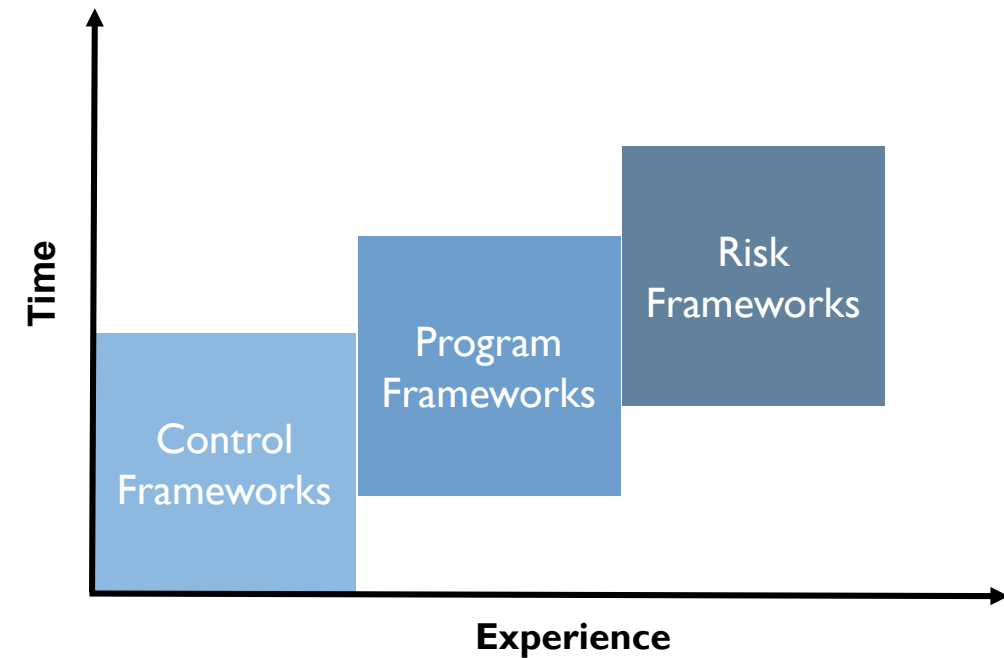 Time
Risk
Frameworks
Program
Frameworks
Control
Frameworks
Experience